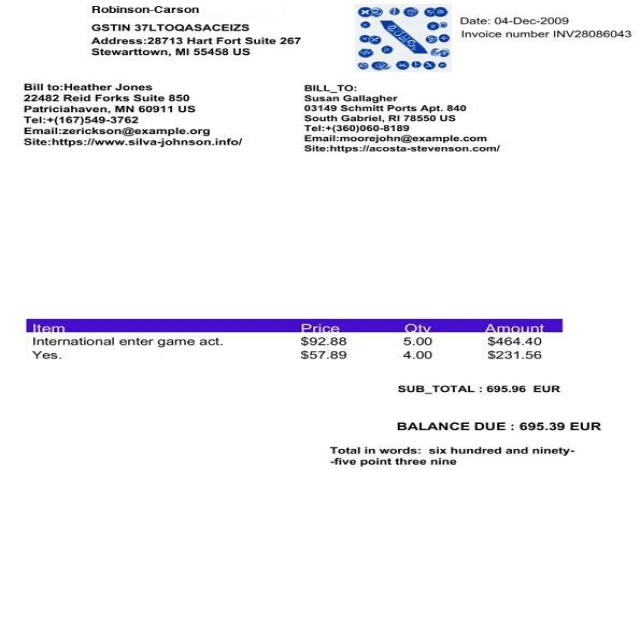 Robinson-Carson
GSTIN 37LTOQASACEIZS
Address:28713 Hart Fort Suite 267
Stewarttown, MI 55458 US
Date: 04-Dec-2009
Invoice number INV28086043
Bill to:Heather Jones
22482 Reid Forks Suite 850
Patriciahaven, MN 60911 US
Tel:+(167)549-3762
Email:zerickson@example.org
Site:https://www.silva-johnson.info/
BILL_TO:
Susan Gallagher
03149 Schmitt Ports Apt. 840
South Gabriel, RI 78550 US
Tel:+(360)060-8189
Email:moorejohn@example.com
Site:https://acosta-stevenson.com/
Item Price Qty Amount
International enter game act. $92.88 5.00 $464.40
Yes. $57.89 4.00 $231.56
SUB_TOTAL : 695.96 EUR
BALANCE DUE : 695.39 EUR
Total in words: six hundred and ninety-
-five point three nine